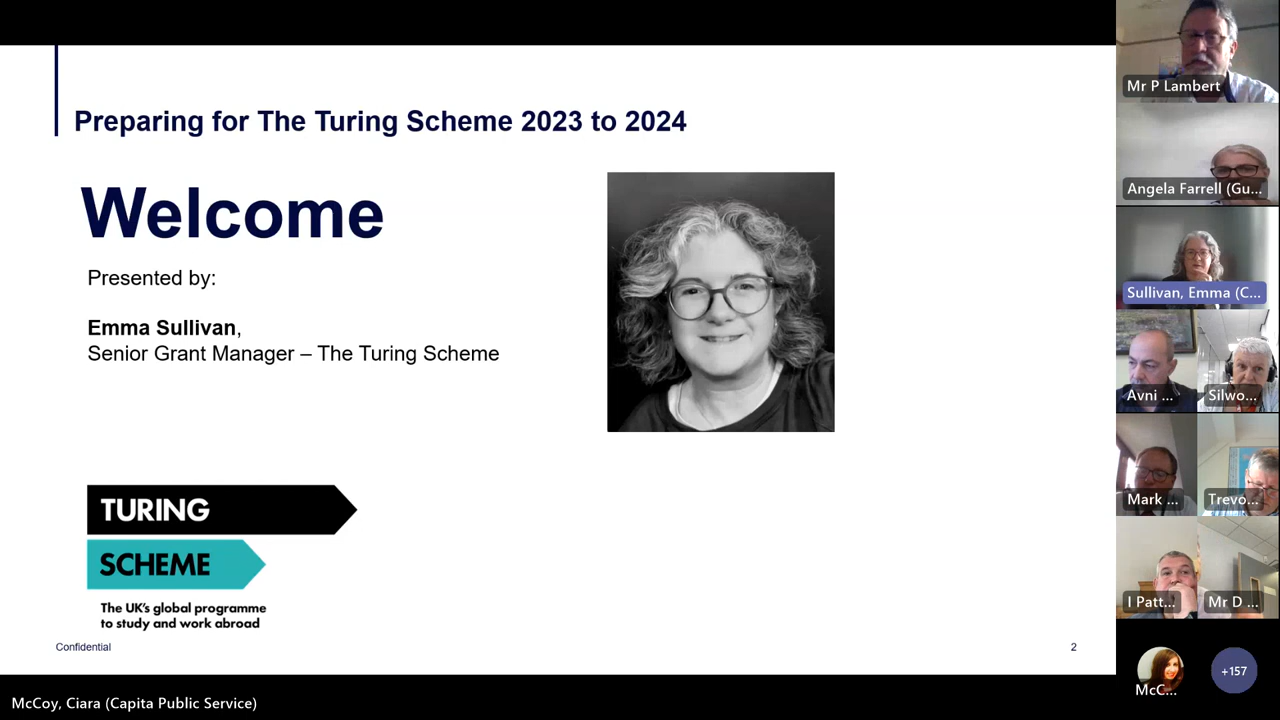 Preparing for The Turing Scheme 2023 to 2024
Welcome
Presented by:
Emma Sullivan,
Senior Grant Manager – The Turing Scheme
TURING
SCHEME
The UK's global programme
to study and work abroad
Confidential
2
McCoy, Ciara (Capita Public Service)
Mr P Lambert
Angela Farrell (Gu...
Sullivan, Emma (C...
Avni ...
Silwo...
Mark ...
Trevo...
I Patt...
Mr D ...
McC...
+157